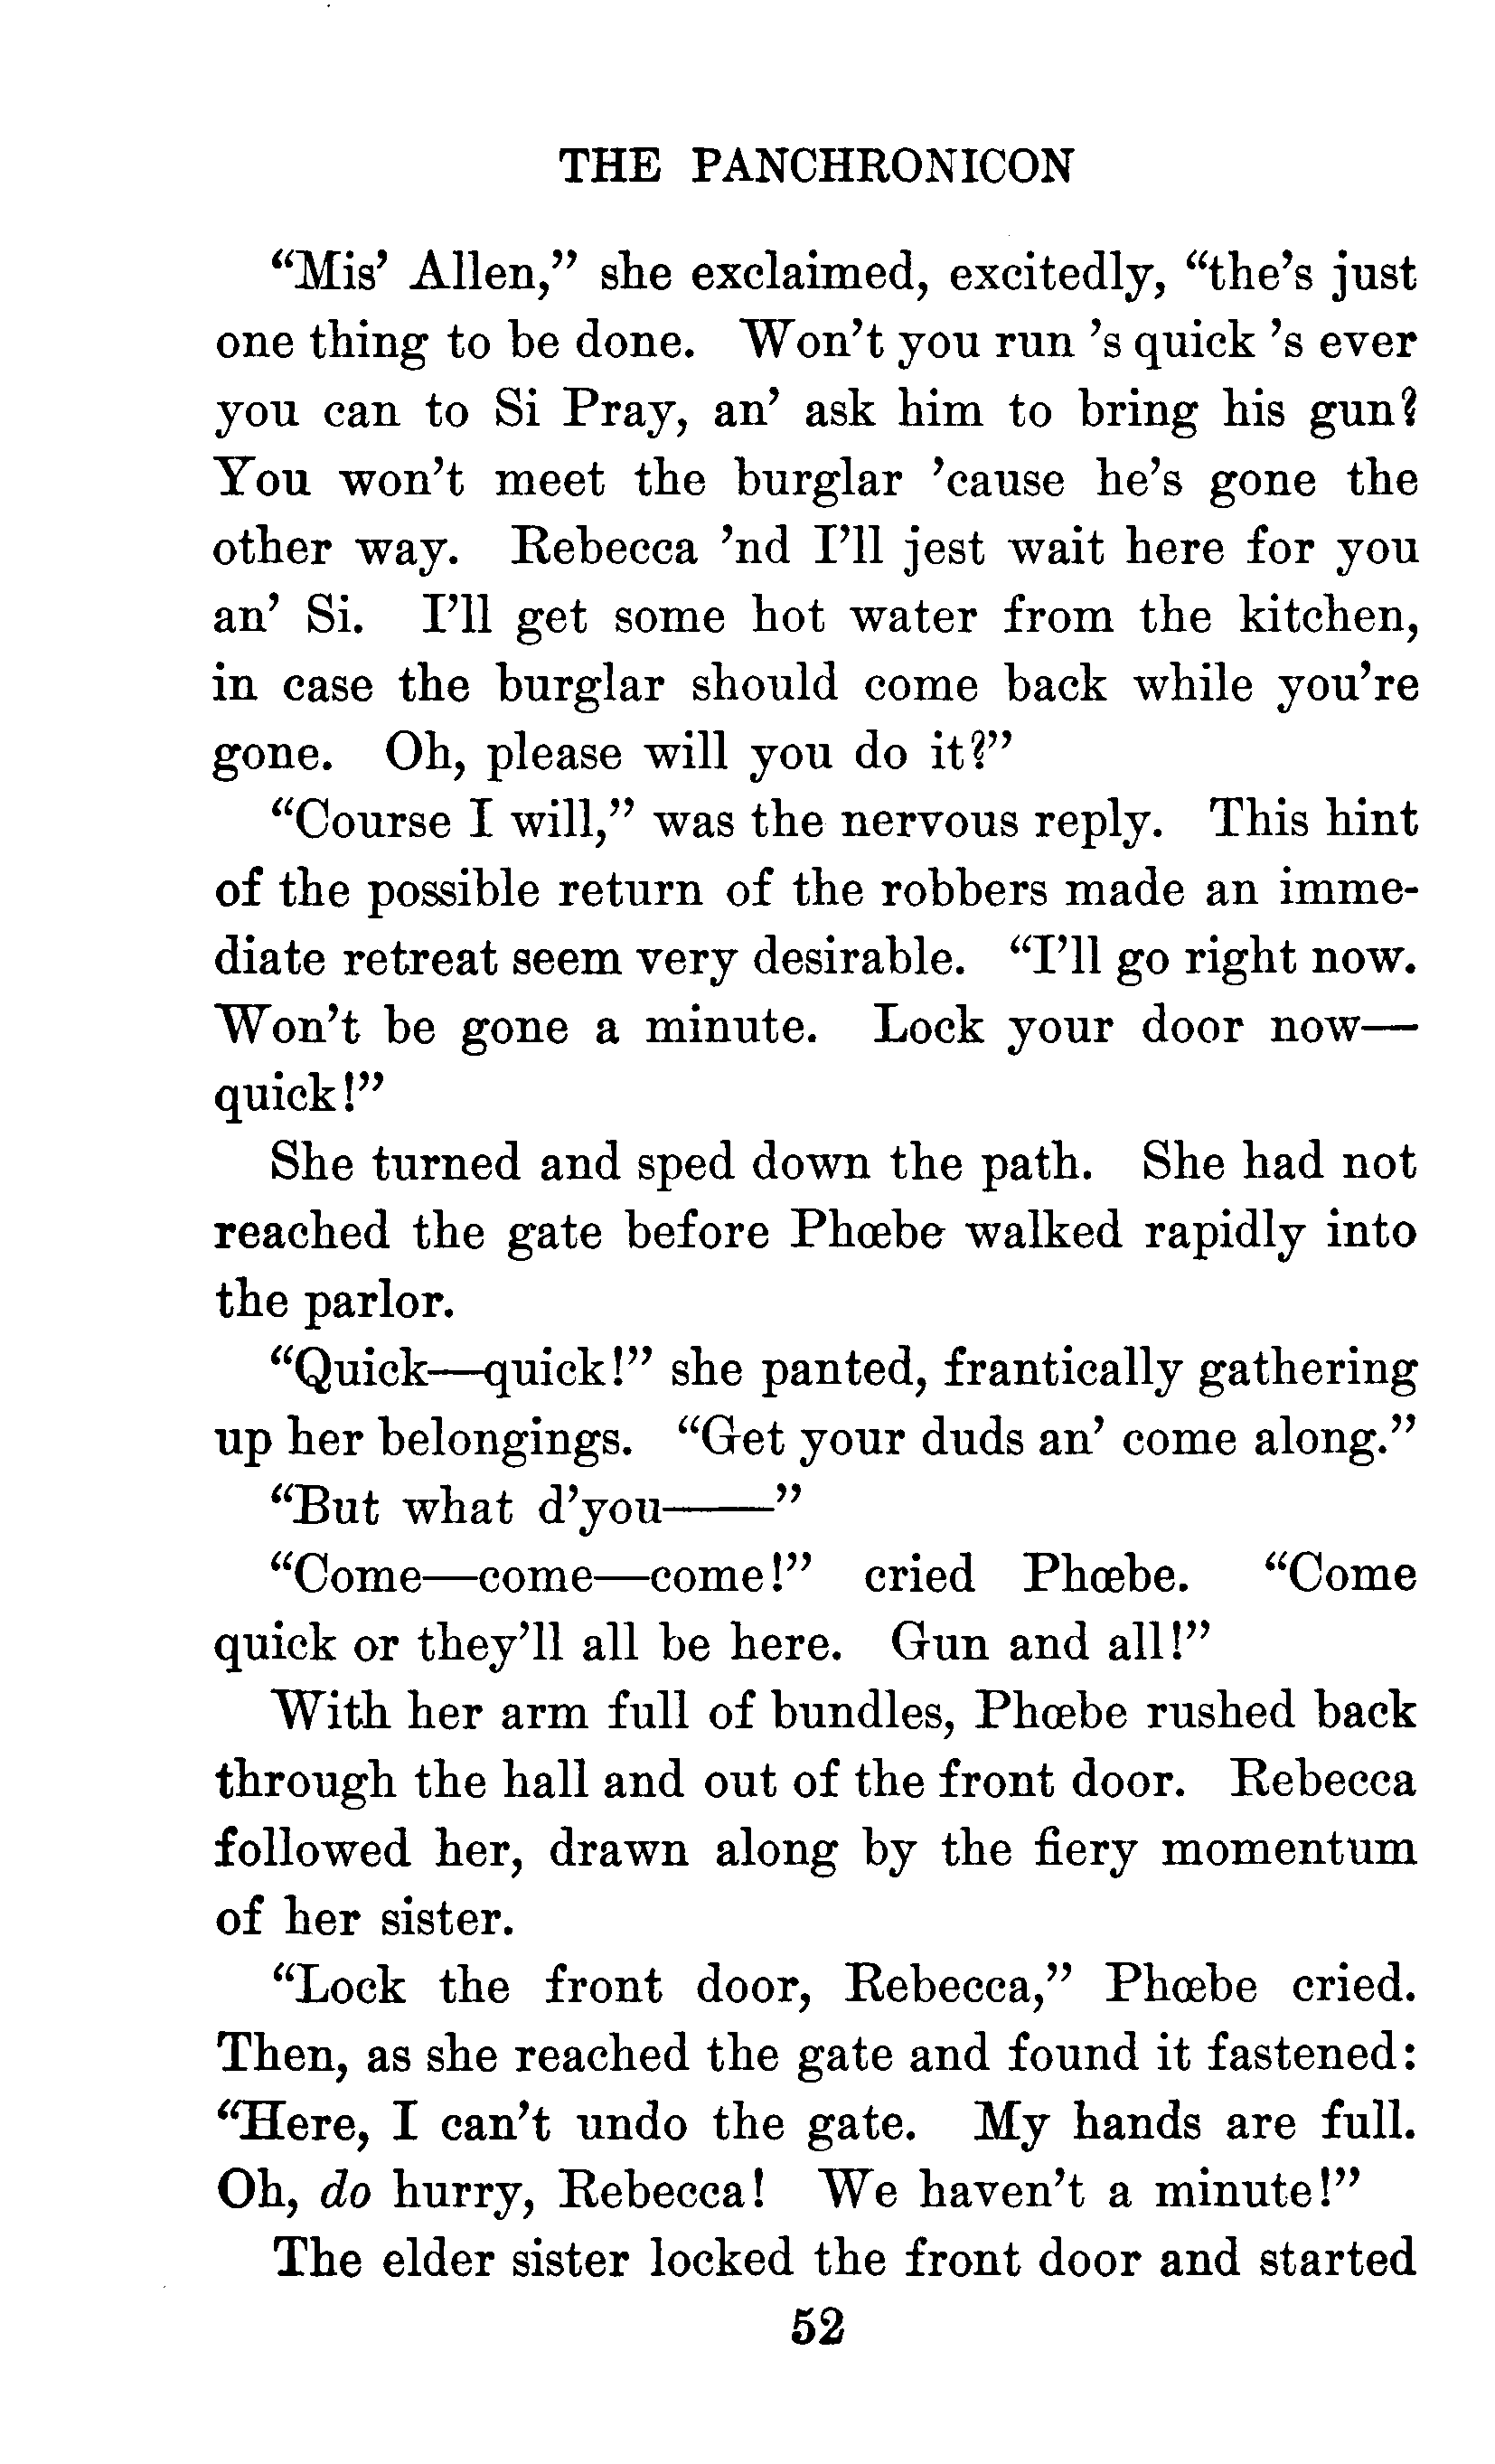 THE PANCHRONICON
“Mis’ Allen,” she exclaimed, excitedly, “the’s just
one thing to be done. Won’t you run ’s quick ’s ever
you can to Si Pray, an’ ask him to bring his gun?
You won’t meet the burglar ’cause he’s gone the
other way. Rebecca ’nd I’ll jest wait here for you
an’ Si. I’ll get some hot water from the kitchen,
in case the burglar should come back while you’re
gone. Oh, please will you do it?”
“Course I will,” was the nervous reply. This hint
of the possible return of the robbers made an imme-
diate retreat seem very desirable. “I’ll go right now.
Won’t be gone a minute. Lock your door now—
quick!”
She turned and sped down the path. She had not
reached the gate before Phœbe walked rapidly into
the parlor.
“Quick—quick!” she panted, frantically gathering
up her belongings. “Get your duds an’ come along.”
“But what d’you——”
“Come—come—come!” cried Phœbe. “Come
quick or they’ll all be here. Gun and all!”
With her arm full of bundles, Phœbe rushed back
through the hall and out of the front door. Rebecca
followed her, drawn along by the fiery momentum
of her sister.
“Lock the front door, Rebecca,” Phœbe cried.
Then, as she reached the gate and found it fastened:
“Here, I can’t undo the gate. My hands are full.
Oh, do hurry, Rebecca! We haven’t a minute!”
The elder sister locked the front door and started
52